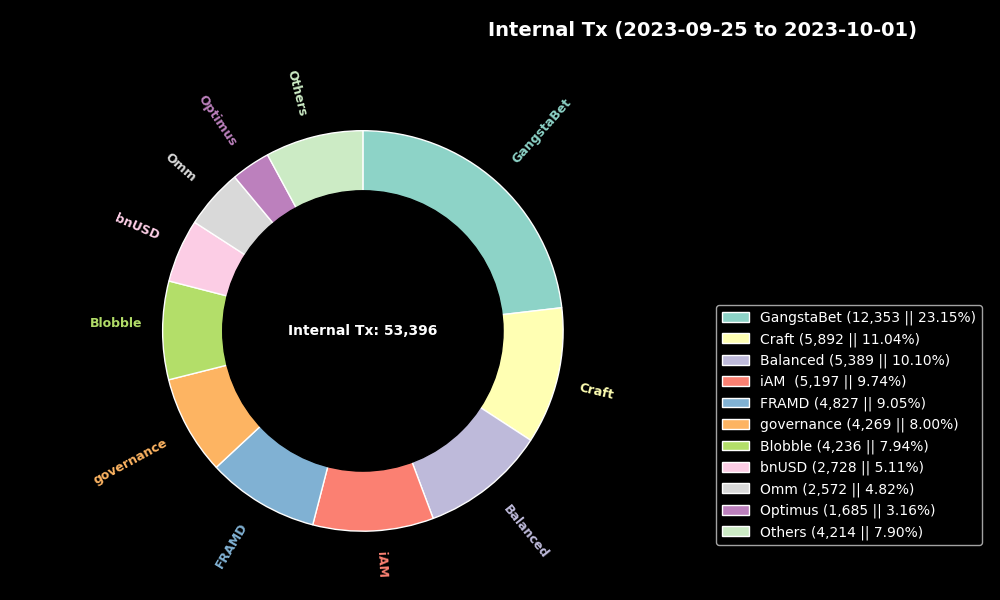 Internal Tx (2023-09-25 to 2023-10-01)
Others
Optimus
GangstaBet
Omm
bnUSD
Blobble
Internal Tx: 53,396
Craft
governance
Balanced
FRAMD
iAM
GangstaBet (12,353 || 23.15%)
Craft (5,892 || 11.04%)
Balanced (5,389 || 10.10%)
iAM  (5,197 || 9.74%)
FRAMD (4,827 || 9.05%)
governance (4,269 || 8.00%)
Blobble (4,236 || 7.94%)
bnUSD (2,728 || 5.11%)
Omm (2,572 || 4.82%)
Optimus (1,685 || 3.16%)
Others (4,214 || 7.90%)